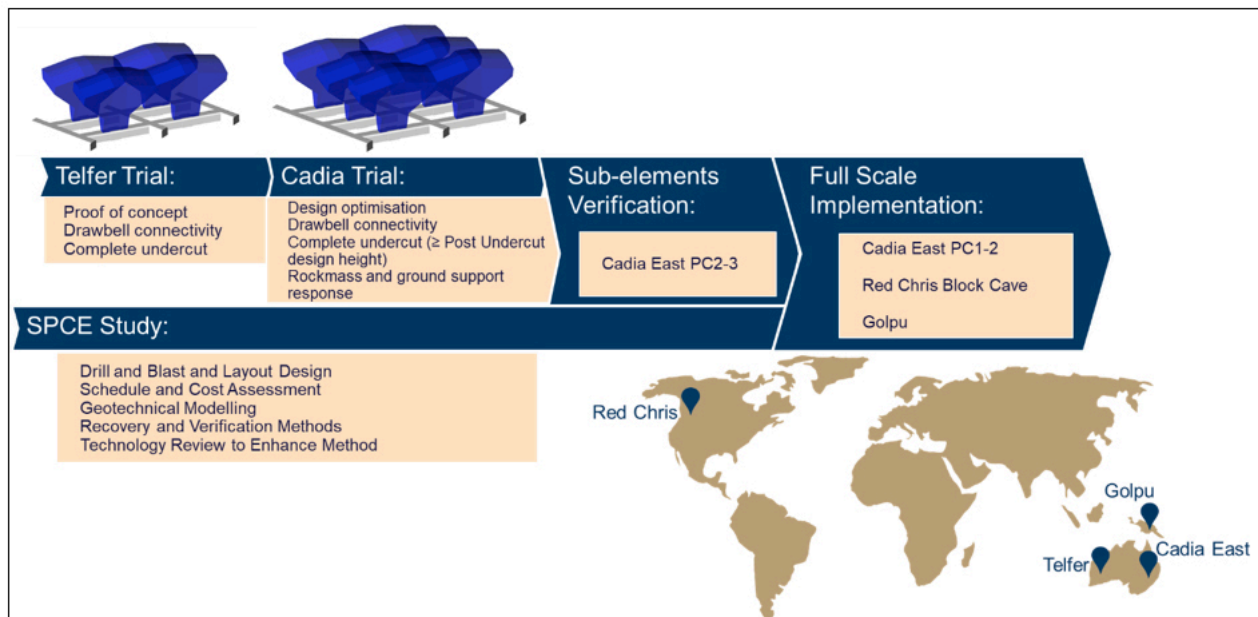 Telfer Trial:
Proof of concept
Drawbell connectivity
Complete undercut
Cadia Trial:
Design optimisation
Drawbell connectivity
Complete undercut (≥ Post Undercut
design height)
Rockmass and ground support
response
Sub-elements
Verification:
Cadia East PC2-3
Full Scale
Implementation:
Cadia East PC1-2
Red Chris Block Cave
Golpu
SPCE Study:
Drill and Blast and Layout Design
Schedule and Cost Assessment
Geotechnical Modelling
Recovery and Verification Methods
Technology Review to Enhance Method
Red Chris
Golpu
Cadia East
Telfer